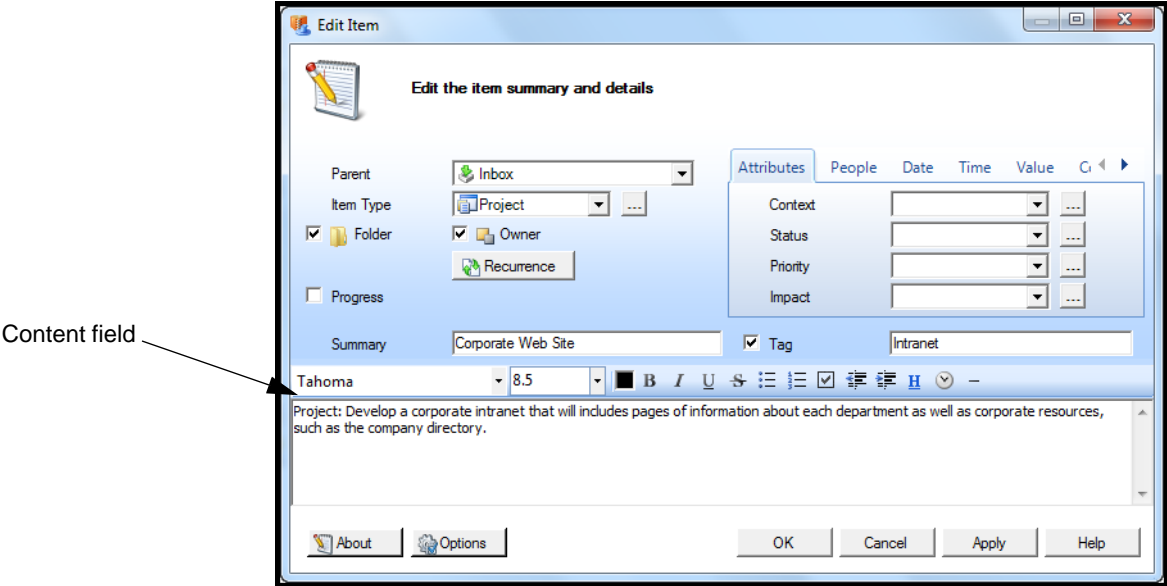 Edit Item
Edit the item summary and details
Parent
Inbox
Item Type
Project
...
Folder
Owner
Recurrence
Progress
Attributes People Date Time Value
Context
...
Status
...
Priority
...
Impact
...
Content field
Summary
Corporate Web Site
Tag
Intranet
Tahoma
8.5
B I U S H
Project: Develop a corporate intranet that will includes pages of information about each department as well as corporate resources,
such as the company directory.
About
Options
OK
Cancel
Apply
Help